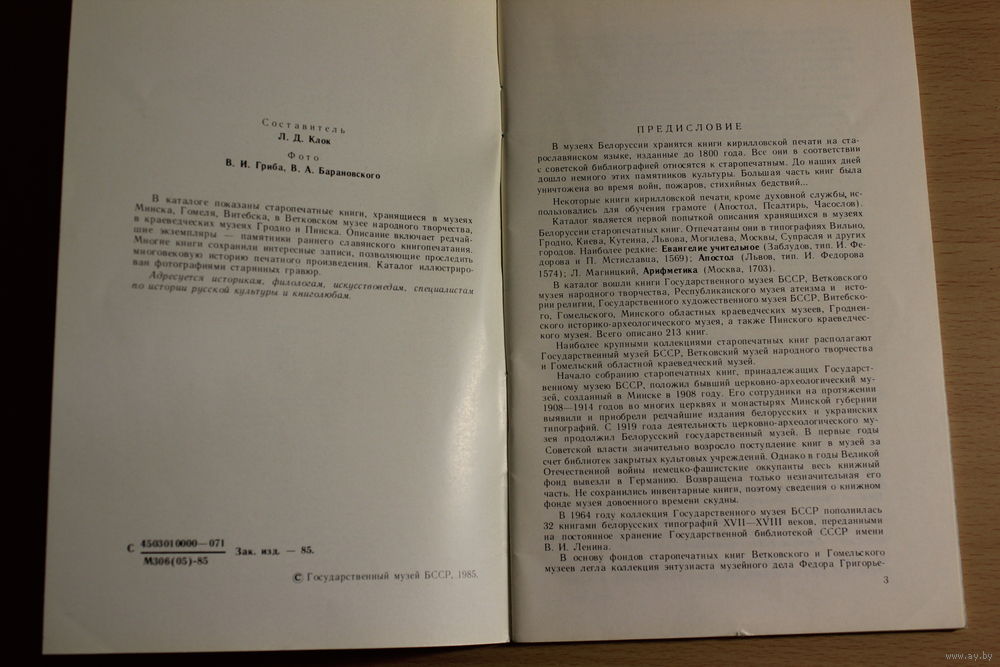 Составитель
Л. Д. Клок
Фото
В. И. Гриба, В. А. Барановского
В каталоге показаны старопечатные книги, хранящиеся в музеях
Минска, Гомеля, Витебска, в Ветковском музее народного творчества,
в краеведческих музеях Гродно и Пинска. Описание включает редчай-
шие экземпляры — памятники раннего славянского книгопечатания.
Многие книги сохранили интересные записи, позволяющие проследить
многовековую историю печатного произведения. Каталог иллюстриро-
ван фотографиями старинных гравюр.
Адресуется историкам, филологам, искусствоведам, специалистам
по истории русской культуры и книголюбам.
С 4503010000—071
М306(05)-85
Зак. изд. — 85.
© Государственный музей БССР, 1985.
ПРЕДИСЛОВИЕ
В музеях Белоруссии хранятся книги кирилловской печати на ста-
рославянском языке, изданные до 1800 года. Все они в соответствии
с советской библиографией относятся к старопечатным. До наших дней
дошло немного этих памятников культуры. Большая часть книг была
уничтожена во время войн, пожаров, стихийных бедствий...
Некоторые книги кирилловской печати, кроме духовной службы, ис-
пользовались для обучения грамоте (Апостол, Псалтирь, Часослов).
Каталог является первой попыткой описания хранящихся в музеях
Белоруссии старопечатных книг. Отпечатаны они в типографиях Вильно,
Гродно, Киева, Кутеина, Львова, Могилева, Москвы, Супрасля и других
городов. Наиболее редкие: Евангелие учительное (Заблудов, тип. И. Фе-
дорова и П. Мстиславца, 1569); Апостол (Львов, тип. И. Федорова
1574); Л. Магницкий, Арифметика (Москва, 1703).
В каталог вошли книги Государственного музея БССР, Ветковского
музея народного творчества, Республиканского музея атеизма и исто-
рии религии, Государственного художественного музея БССР, Витебско-
го, Гомельского, Минского областных краеведческих музеев, Гроднен-
ского историко-археологического музея, а также Пинского краеведчес-
кого музея. Всего описано 213 книг.
Наиболее крупными коллекциями старопечатных книг располагают
Государственный музей БССР, Ветковский музей народного творчества
и Гомельский областной краеведческий музей.
Начало собранию старопечатных книг, принадлежащих Государст-
венному музею БССР, положил бывший церковно-археологический му-
зей, созданный в Минске в 1908 году. Его сотрудники на протяжении
1908—1914 годов во многих церквях и монастырях Минской губернии
выявили и приобрели редчайшие издания белорусских и украинских
типографий. С 1919 года деятельность церковно-археологического му-
зея продолжил Белорусский государственный музей. В первые годы
Советской власти значительно возросло поступление книг в музей за
счет библиотек закрытых культовых учреждений. Однако в годы Великой
Отечественной войны немецко-фашистские оккупанты весь книжный
фонд вывезли в Германию. Возвращена только незначительная его
часть. Не сохранились инвентарные книги, поэтому сведения о книжном
фонде музея довоенного времени скудны.
В 1964 году коллекция Государственного музея БССР пополнилась
32 книгами белорусских типографий XVII—XVIII веков, переданными
на постоянное хранение Государственной библиотекой СССР имени
В. И. Ленина.
В основу фондов старопечатных книг Ветковского и Гомельского
музеев легла коллекция энтузиаста музейного дела Федора Григорье-
3
www.ay.by